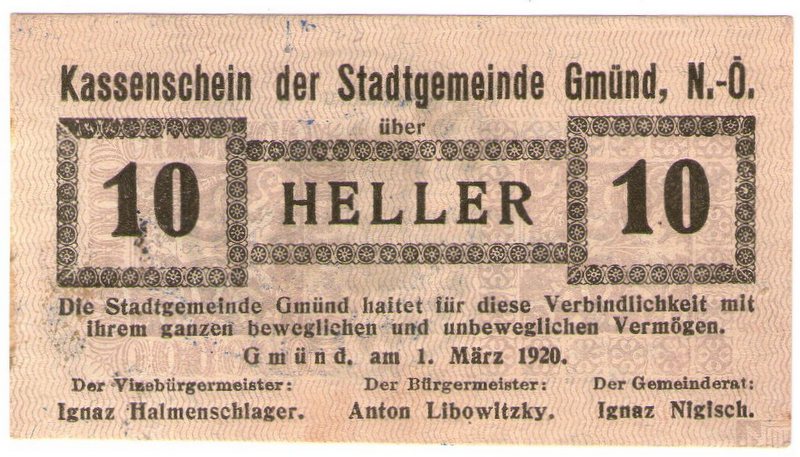 Kassenschein der Stadtgemeinde Gmünd, N.-Ö.
über
10 HELLER 10
Die Stadtgemeinde Gmünd haftet für diese Verbindlichkeit mit
ihrem ganzen beweglichen und unbeweglichen Vermögen.
Gmünd, am 1. März 1920.
Der Vizebürgermeister: Der Bürgermeister: Der Gemeinderat:
Ignaz Halmenschlager. Anton Libowitzky. Ignaz Nigisch.